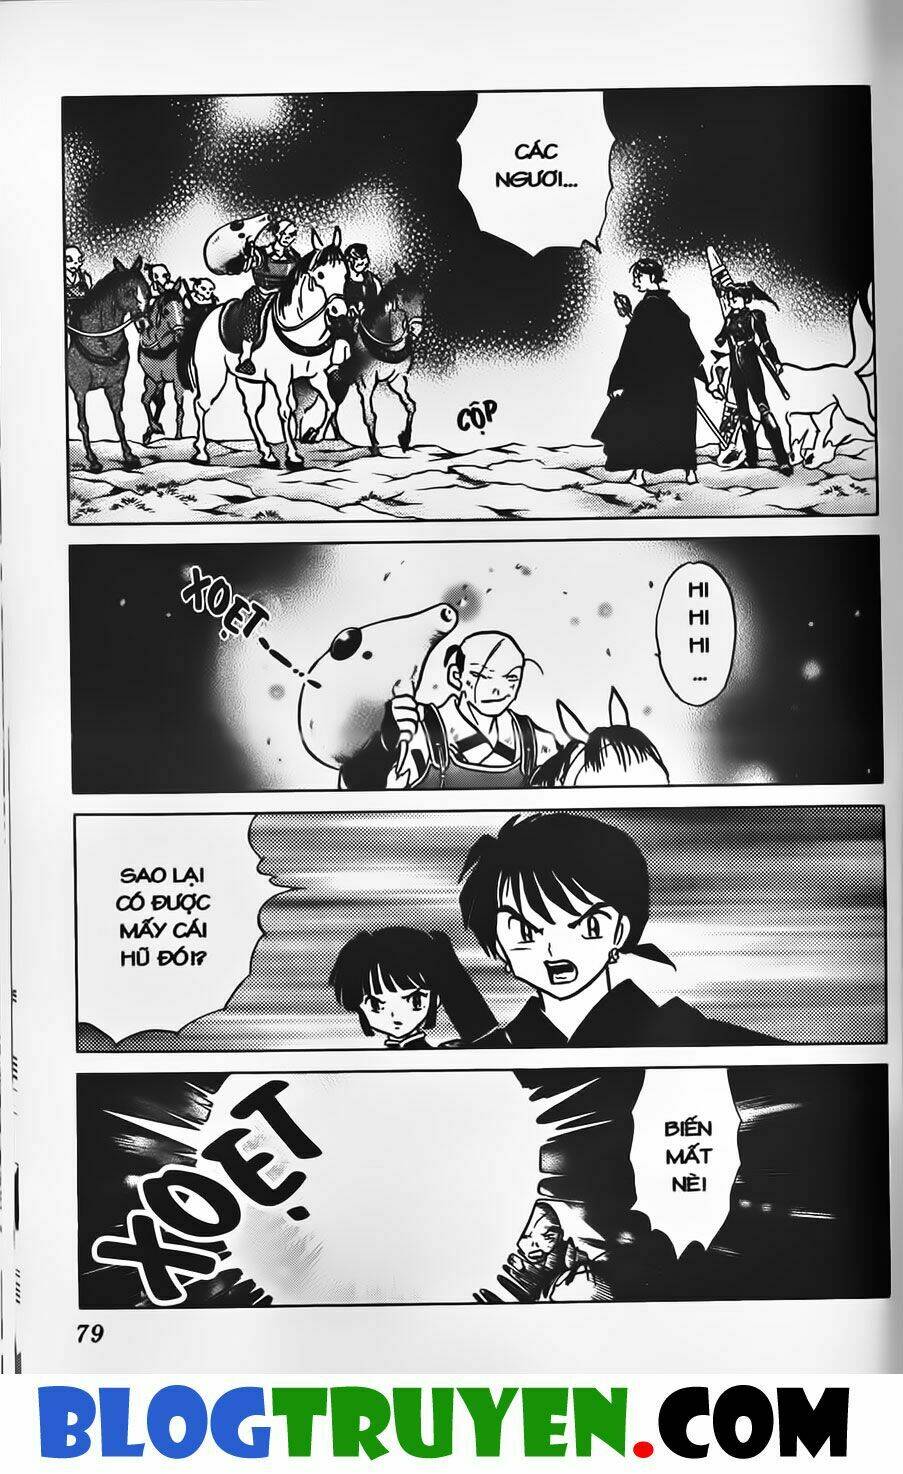 CÁC
NGƯƠI...
CỘP
XOẸT...
HI
HI
HI
...
SAO LẠI
CÓ ĐƯỢC
MẤY CÁI
HŨ ĐÓI?
XOẸT
BIẾN
MẤT
NÈ!
79
BLOGTRUYEN.COM